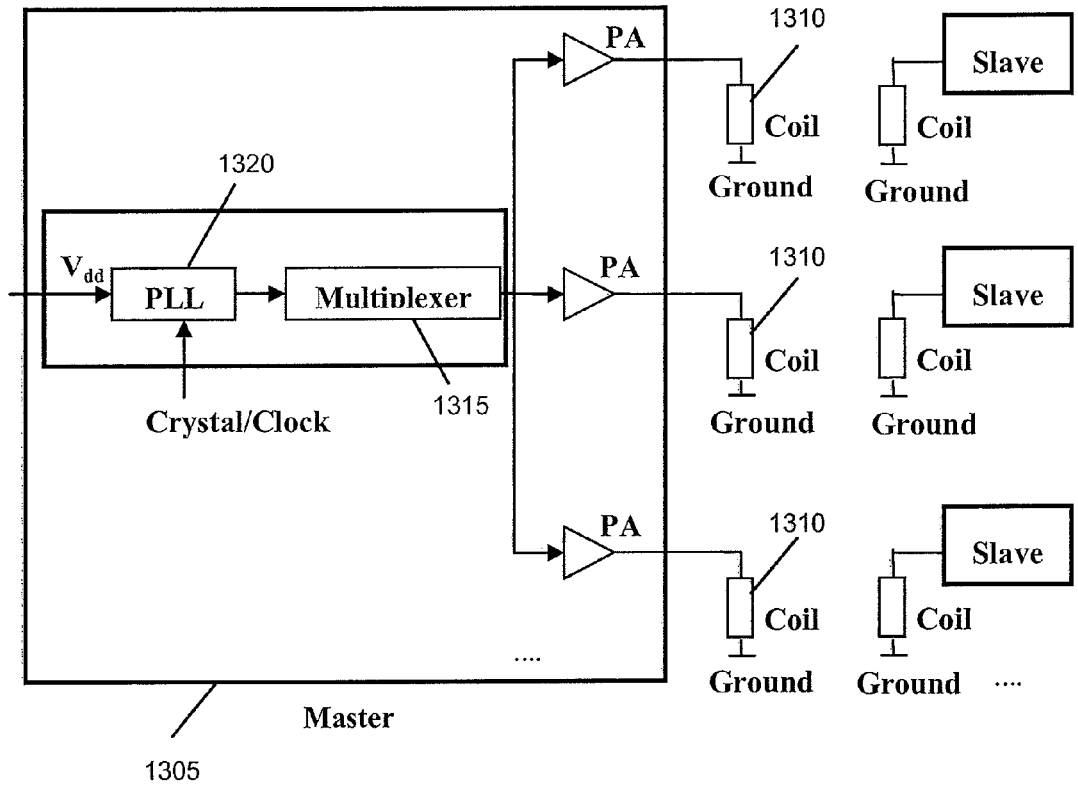 1310
PA
Slave
Coil
Coil
Ground
Ground
1320
1310
V_dd
PA
Slave
PLL
Multiplexer
Coil
Coil
1315
Crystal/Clock
Ground
Ground
1310
PA
Slave
Coil
Coil
....
Ground
Ground
....
Master
1305